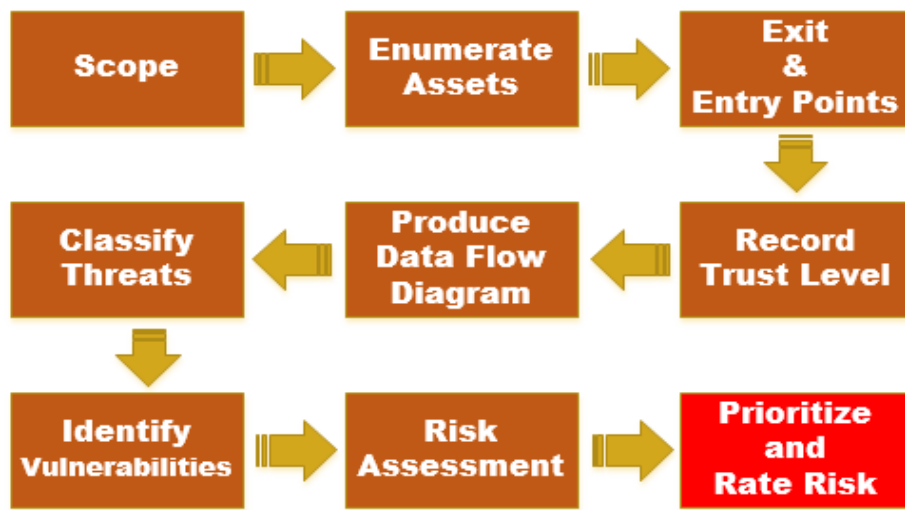 Scope
Enumerate
Assets
Exit
&
Entry Points
Record
Trust Level
Produce
Data Flow
Diagram
Classify
Threats
Identify
Vulnerabilities
Risk
Assessment
Prioritize
and
Rate Risk